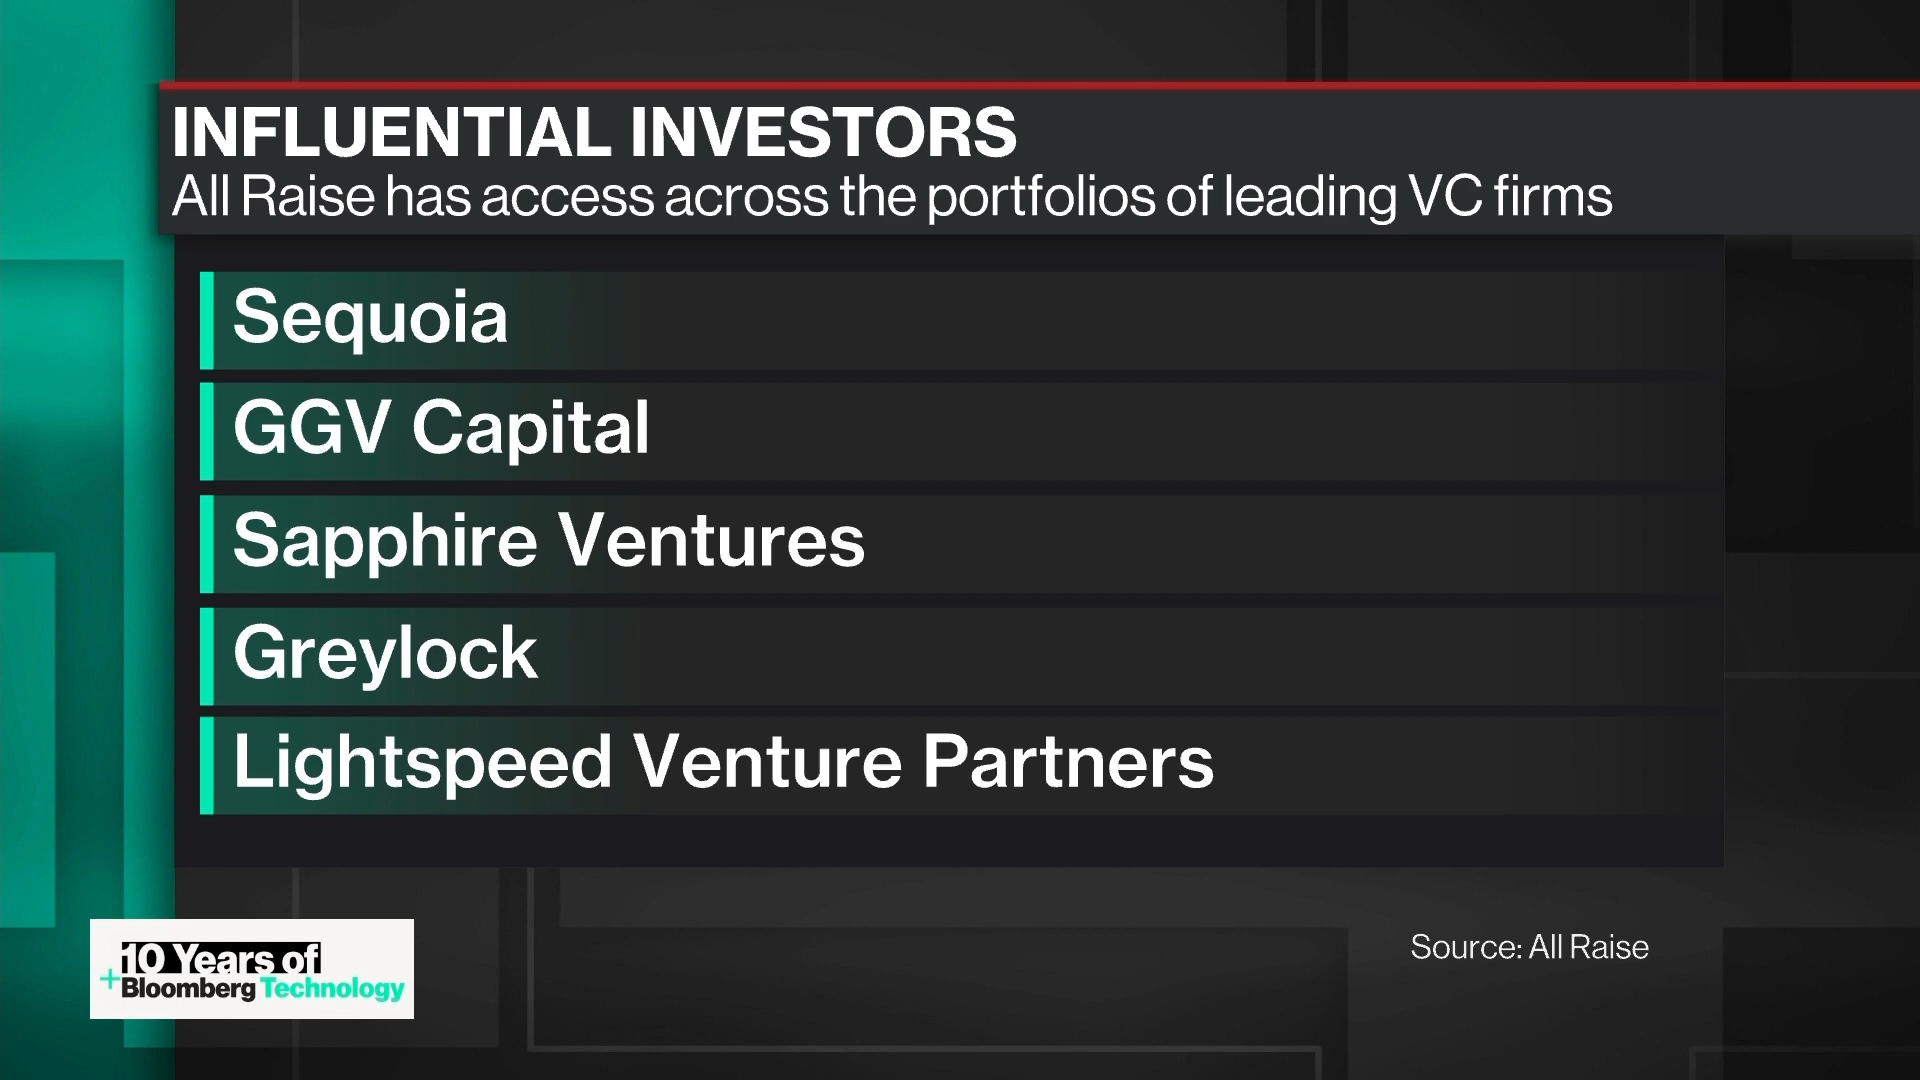 INFLUENTIAL INVESTORS
All Raise has access across the portfolios of leading VC firms
Sequoia
GGV Capital
Sapphire Ventures
Greylock
Lightspeed Venture Partners
10 Years of
+Bloomberg Technology
Source: All Raise